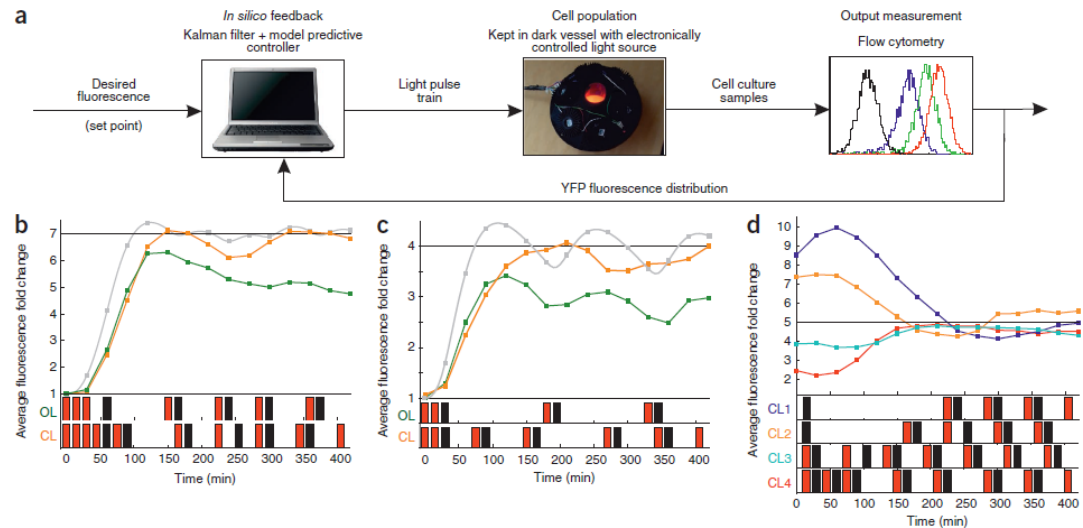 a
In silico feedback
Kalman filter + model predictive
controller
Cell population
Kept in dark vessel with electronically
controlled light source
Output measurement
Flow cytometry
Desired
fluorescence
(set point)
Light pulse
train
Cell culture
samples
YFP fluorescence distribution
b
Average fluorescence fold change
7
6
5
4
3
2
1
OL
CL
0 50 100 150 200 250 300 350 400
Time (min)
c
Average fluorescence fold change
4
3
2
1
OL
CL
0 50 100 150 200 250 300 350 400
Time (min)
d
Average fluorescence fold change
10
9
8
7
6
5
4
3
2
CL1
CL2
CL3
CL4
0 50 100 150 200 250 300 350 400
Time (min)